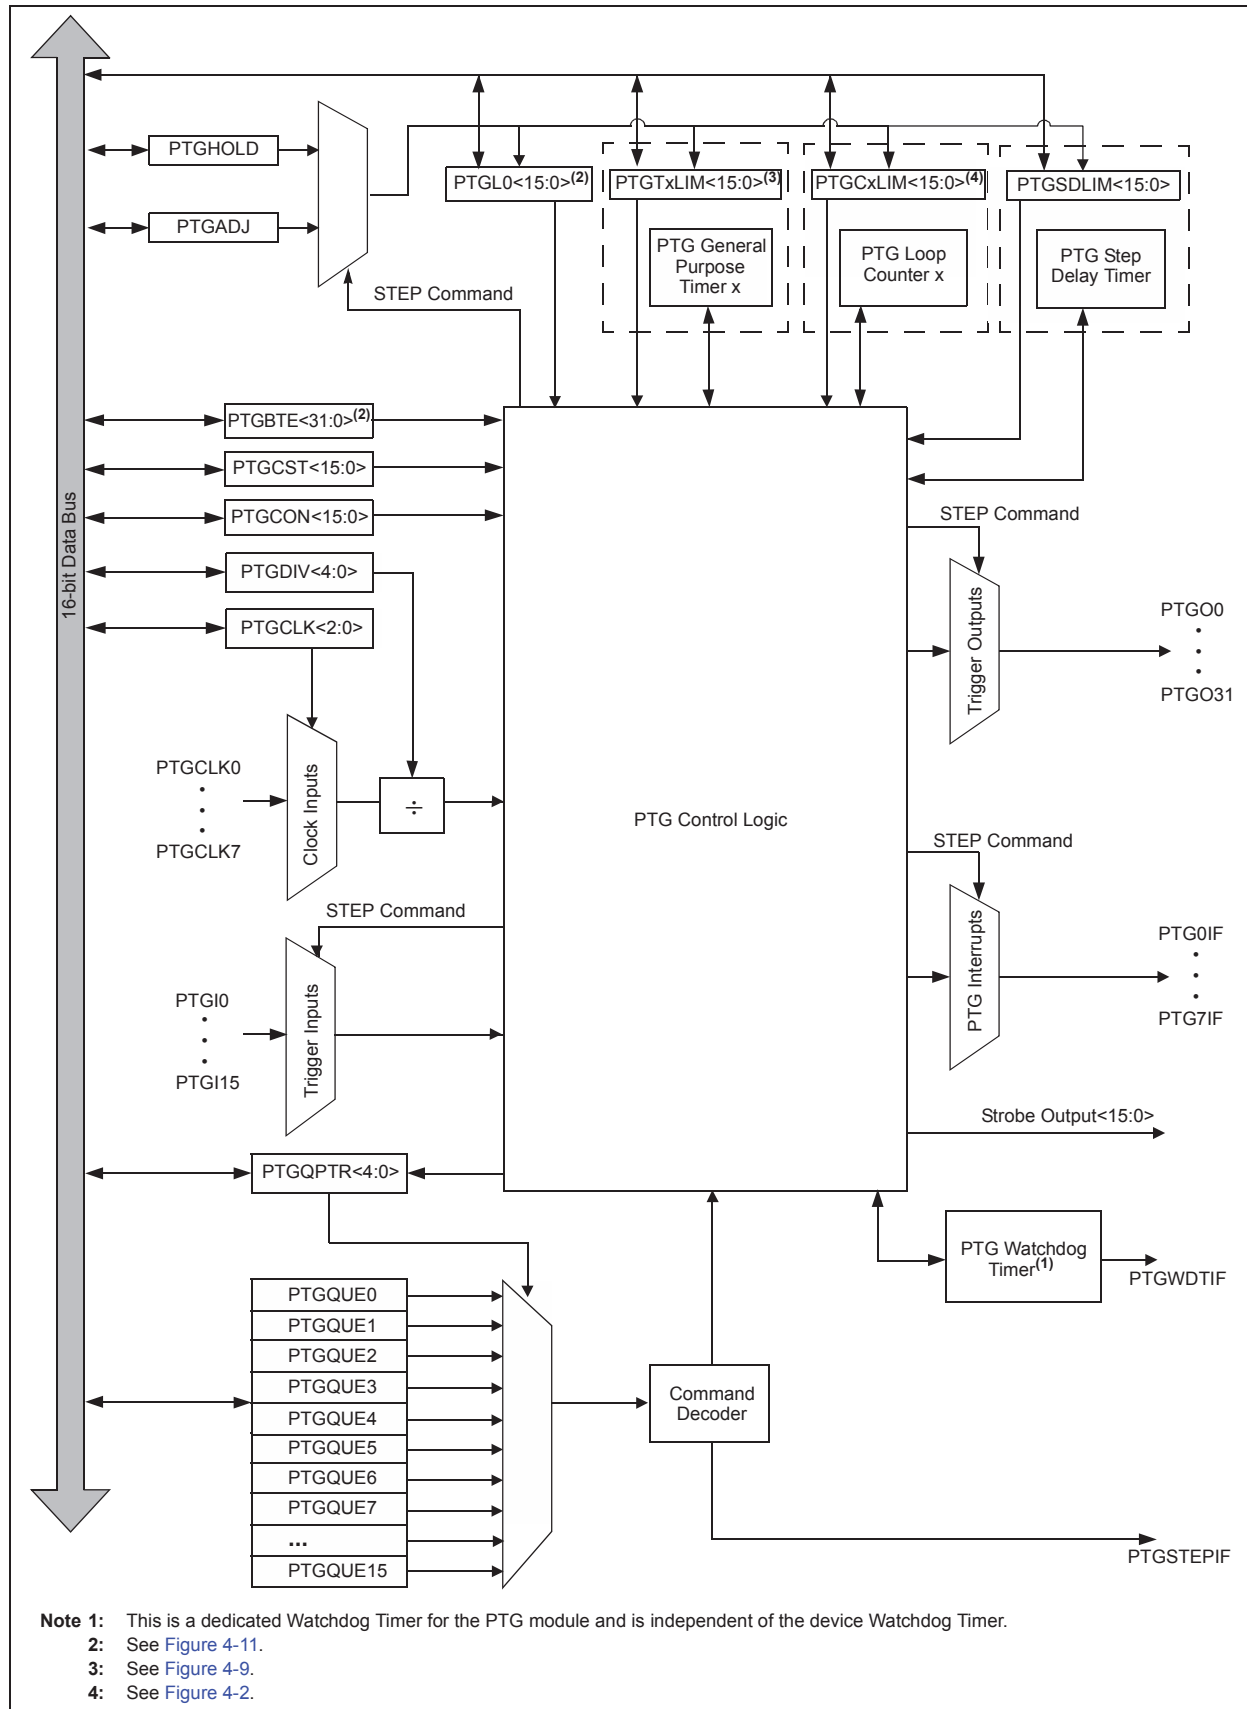 16-bit Data Bus
PTGHOLD
PTGADJ
STEP Command
PTGL0<15:0>(2)
PTGTxLIM<15:0>(3)
PTG General
Purpose
Timer x
PTGCxLIM<15:0>(4)
PTG Loop
Counter x
PTGSDLIM<15:0>
PTG Step
Delay Timer
PTGBTE<31:0>(2)
PTGCST<15:0>
PTGCON<15:0>
PTGDIV<4:0>
PTGCLK<2:0>
PTGCLK0
PTGCLK7
Clock Inputs
÷
PTG Control Logic
STEP Command
Trigger Outputs
PTGO0
PTGO31
STEP Command
PTGI0
PTGI15
Trigger Inputs
STEP Command
PTG Interrupts
PTG0IF
PTG7IF
Strobe Output<15:0>
PTGQPTR<4:0>
PTG Watchdog
Timer(1)
PTGWDTIF
PTGQUE0
PTGQUE1
PTGQUE2
PTGQUE3
PTGQUE4
PTGQUE5
PTGQUE6
PTGQUE7
...
PTGQUE15
Command
Decoder
PTGSTEPIF
Note 1: This is a dedicated Watchdog Timer for the PTG module and is independent of the device Watchdog Timer.
2: See Figure 4-11.
3: See Figure 4-9.
4: See Figure 4-2.